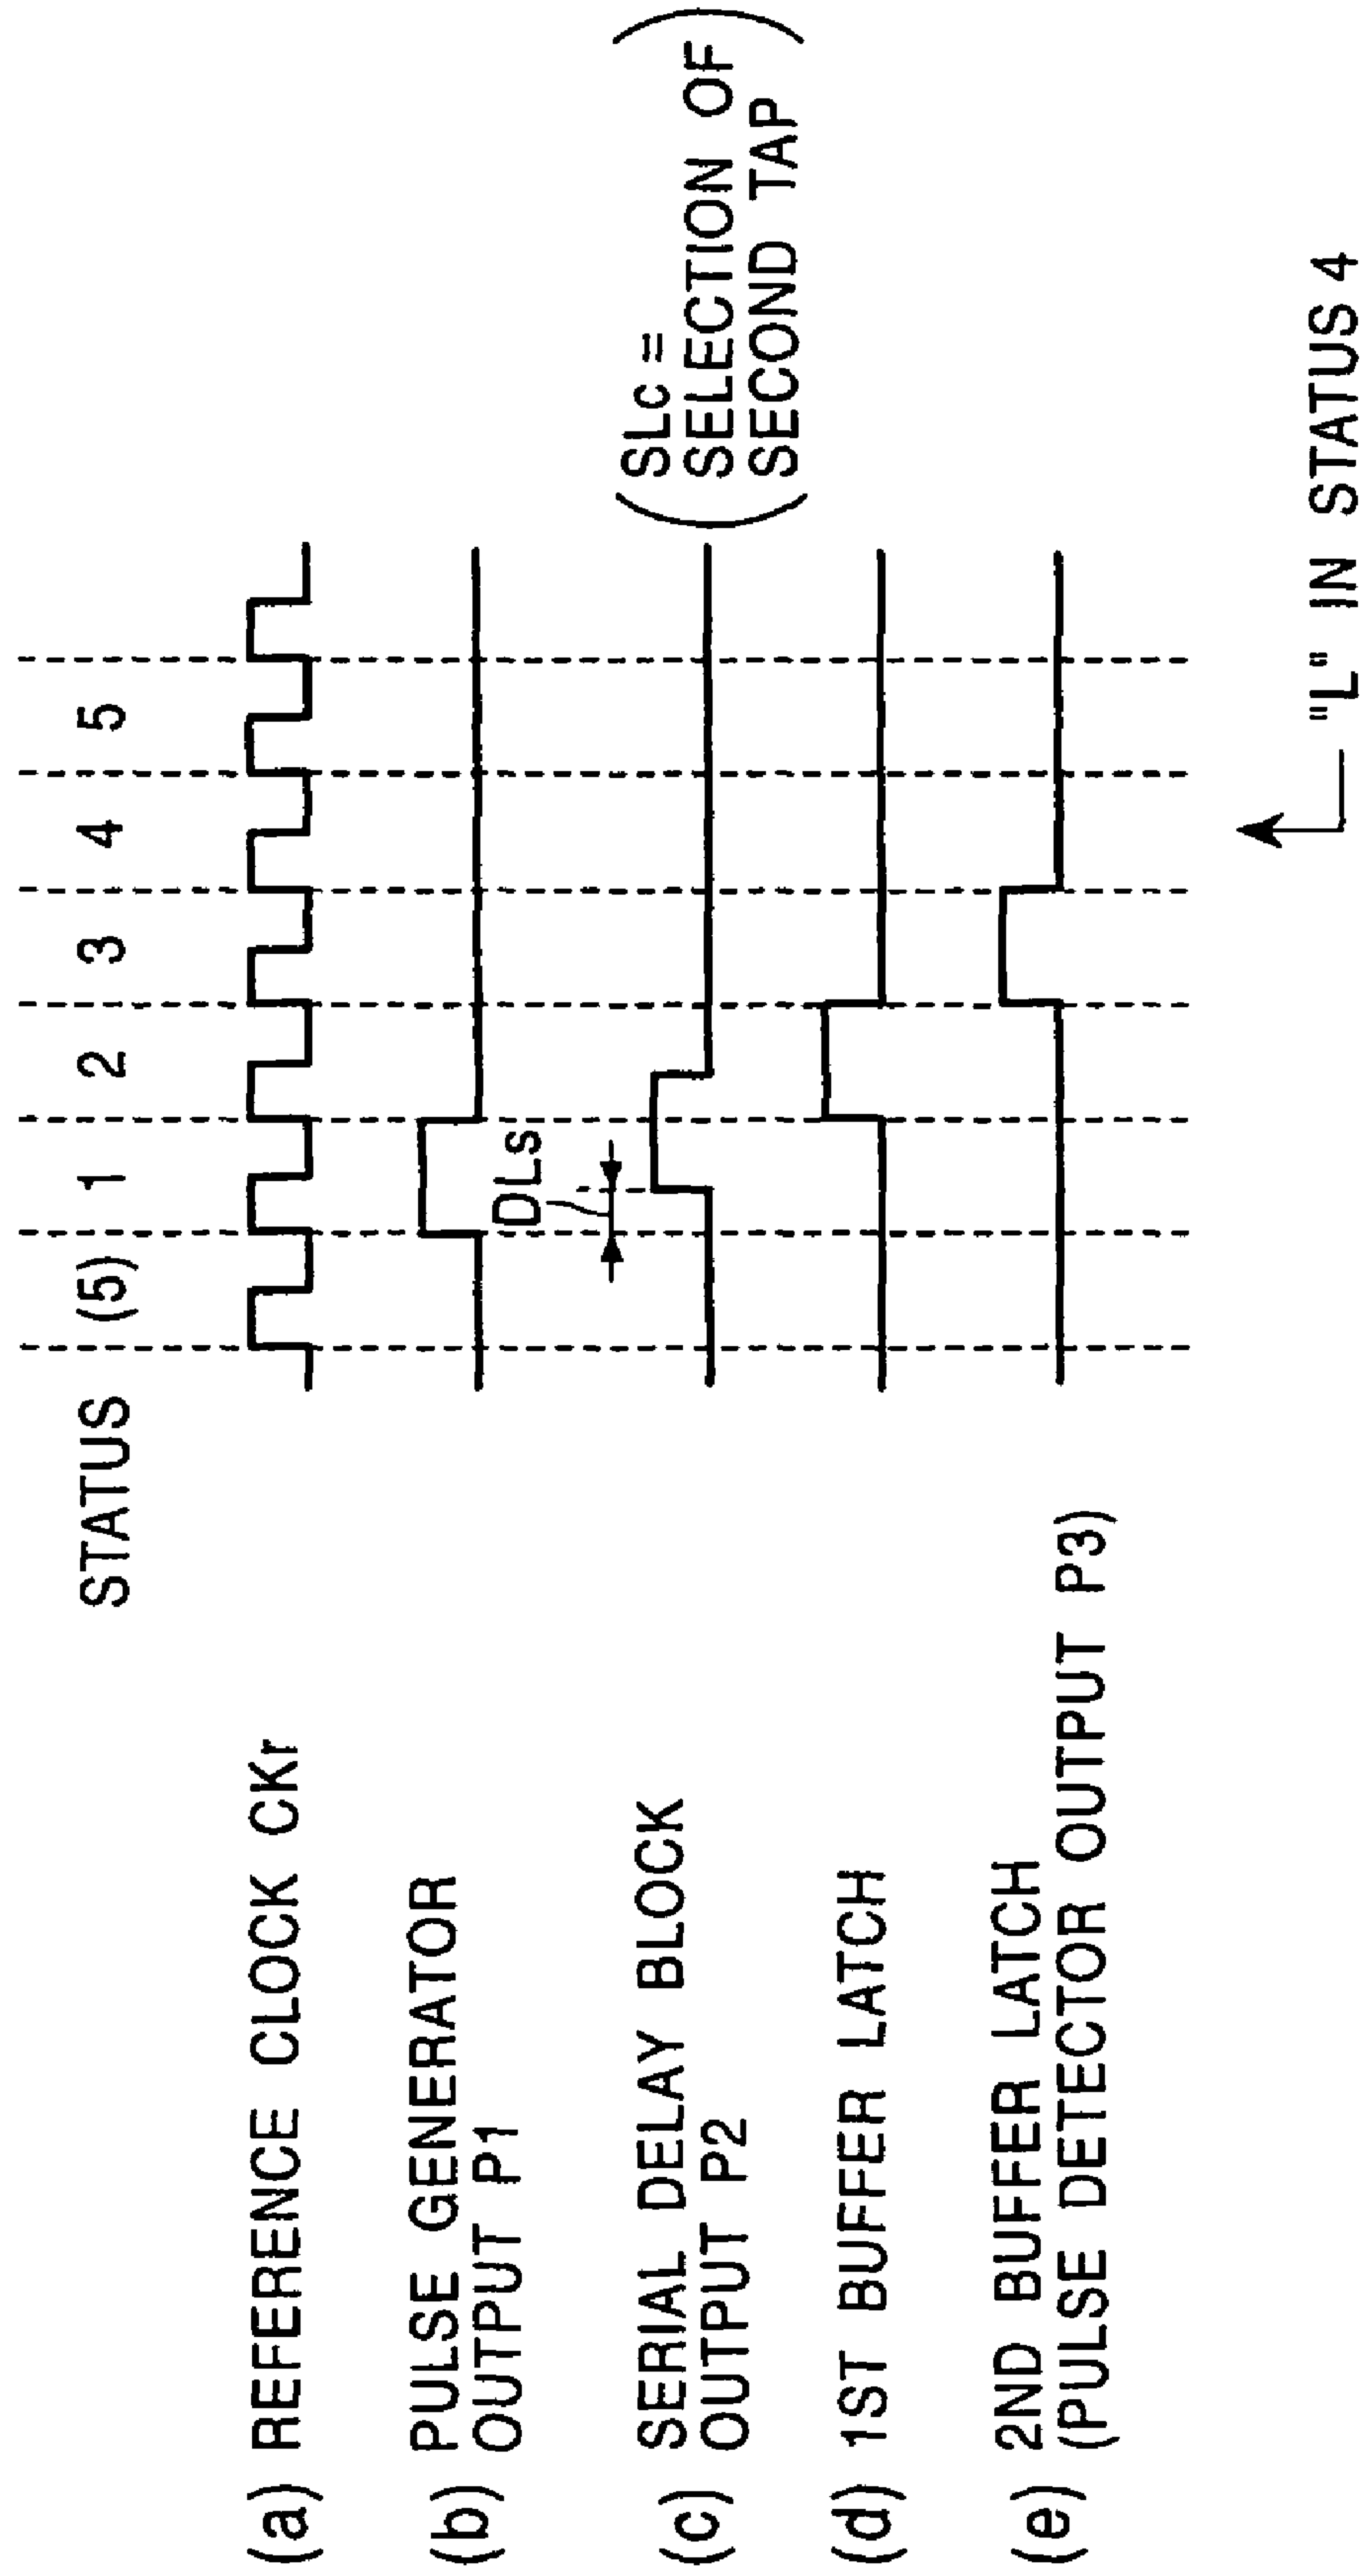 STATUS (5) 1 2 3 4 5
(a) REFERENCE CLOCK CKr
(b) PULSE GENERATOR
OUTPUT P1
DLs
(c) SERIAL DELAY BLOCK
OUTPUT P2
SLc =
SELECTION OF
SECOND TAP
(d) 1ST BUFFER LATCH
(e) 2ND BUFFER LATCH
(PULSE DETECTOR OUTPUT P3)
"L" IN STATUS 4